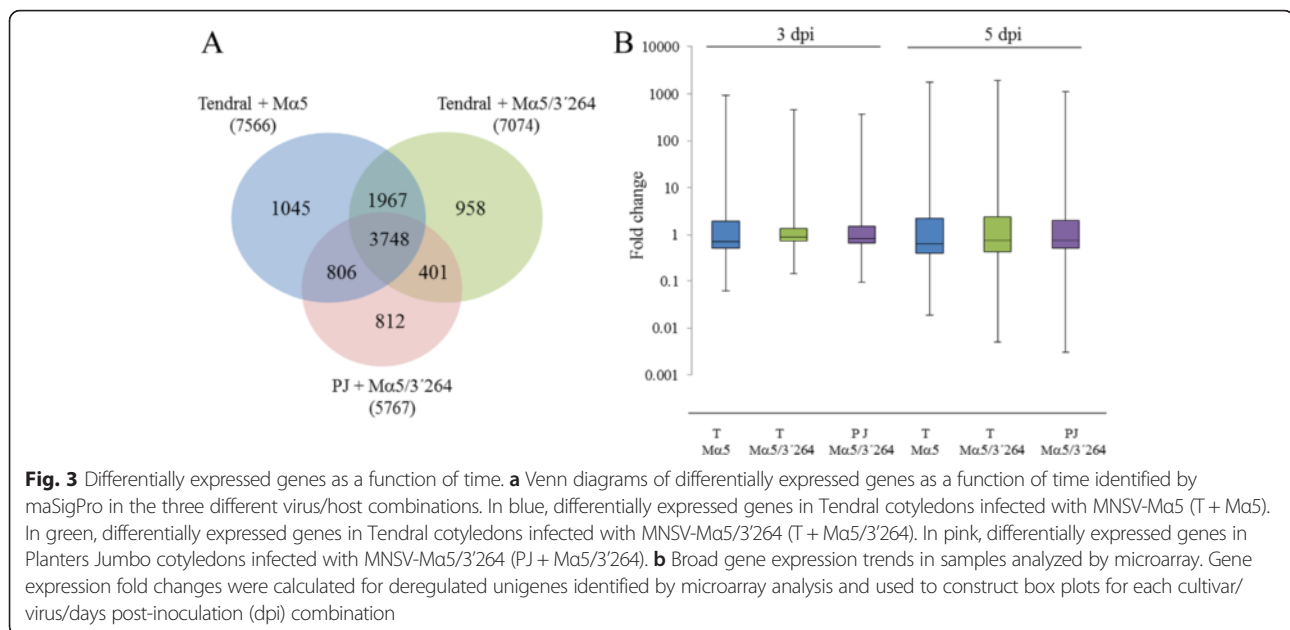 A
Tendral + Mα5
(7566)
Tendral + Mα5/3´264
(7074)
1045
1967
958
3748
806
401
812
PJ + Mα5/3´264
(5767)
B
3 dpi
5 dpi
Fold change
10000
1000
100
10
1
0.1
0.01
0.001
T
Mα5
T
Mα5/3´264
P J
Mα5/3´264
T
Mα5
T
Mα5/3´264
PJ
Mα5/3´264
Fig. 3 Differentially expressed genes as a function of time. a Venn diagrams of differentially expressed genes as a function of time identified by
maSigPro in the three different virus/host combinations. In blue, differentially expressed genes in Tendral cotyledons infected with MNSV-Mα5 (T + Mα5).
In green, differentially expressed genes in Tendral cotyledons infected with MNSV-Mα5/3'264 (T + Mα5/3'264). In pink, differentially expressed genes in
Planters Jumbo cotyledons infected with MNSV-Mα5/3'264 (PJ + Mα5/3'264). b Broad gene expression trends in samples analyzed by microarray. Gene
expression fold changes were calculated for deregulated unigenes identified by microarray analysis and used to construct box plots for each cultivar/
virus/days post-inoculation (dpi) combination